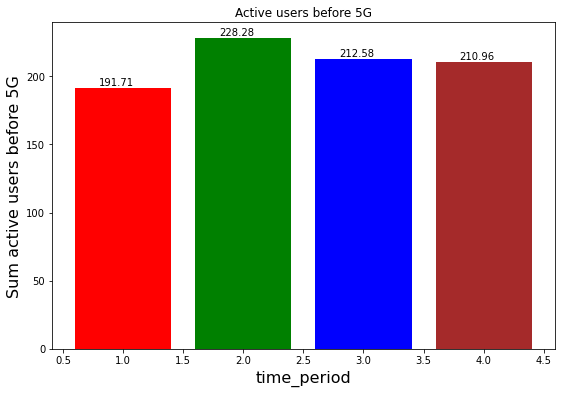 Active users before 5G
Sum active users before 5G
200
150
100
50
0
191.71
228.28
212.58
210.96
0.5 1.0 1.5 2.0 2.5 3.0 3.5 4.0 4.5
time_period